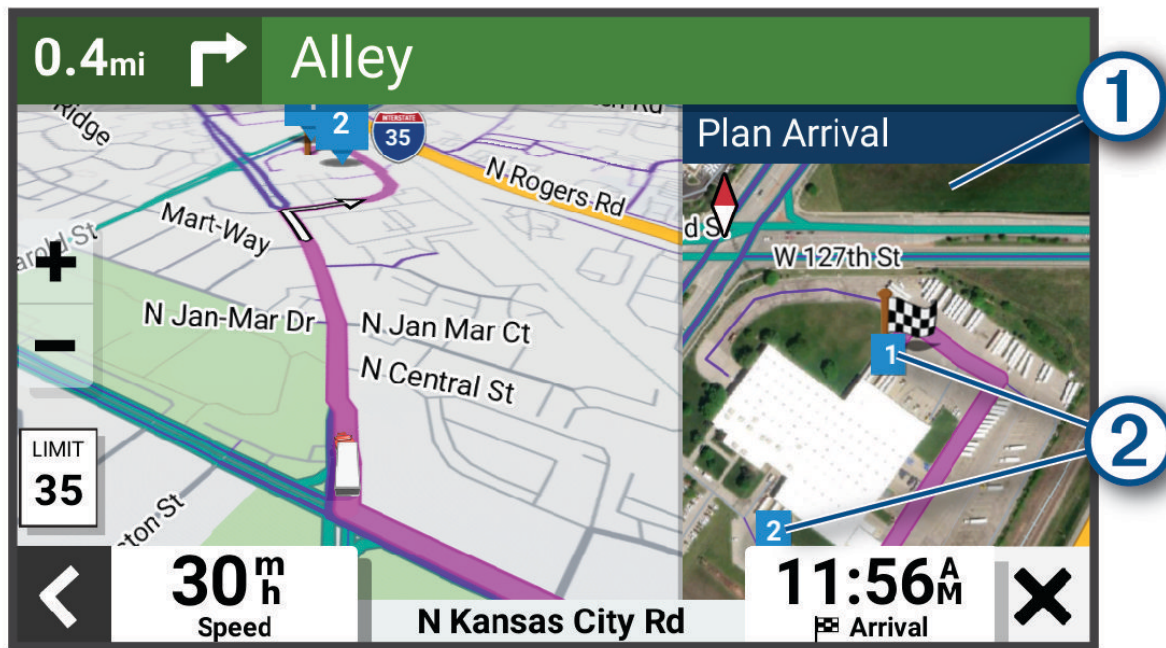 0.4mi
Alley
1
Ridge
2
INTERSTATE
35
Rd
Plan Arrival
N Rogers Rd
Mart-Way
d St
W 127th St
N Jan-Mar Dr
N Jan Mar Ct
1
N Central St
2
LIMIT
35
2
ston St
30 mh
Speed
N Kansas City Rd
11:56 AM
Arrival